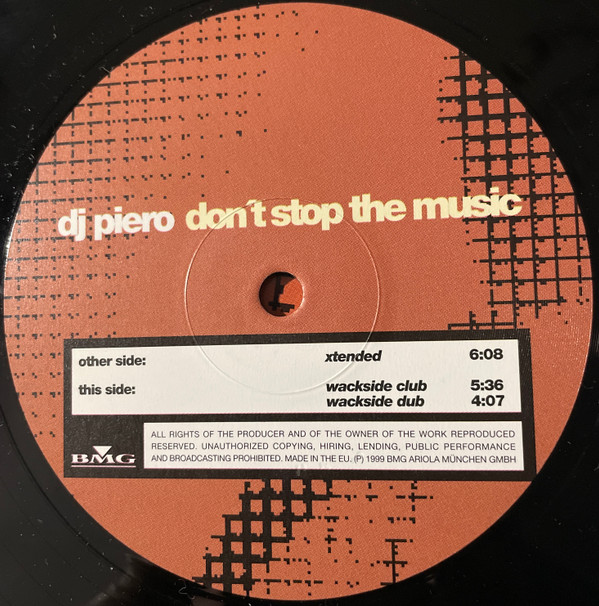 dj piero don't stop the music
other side: xtended 6:08
this side: wackside club 5:36
wackside dub 4:07
ALL RIGHTS OF THE PRODUCER AND OF THE OWNER OF THE WORK REPRODUCED
RESERVED. UNAUTHORIZED COPYING, HIRING, LENDING, PUBLIC PERFORMANCE
AND BROADCASTING PROHIBITED. MADE IN THE EU. Ⓟ 1999 BMG ARIOLA MÜNCHEN GMBH
BMG